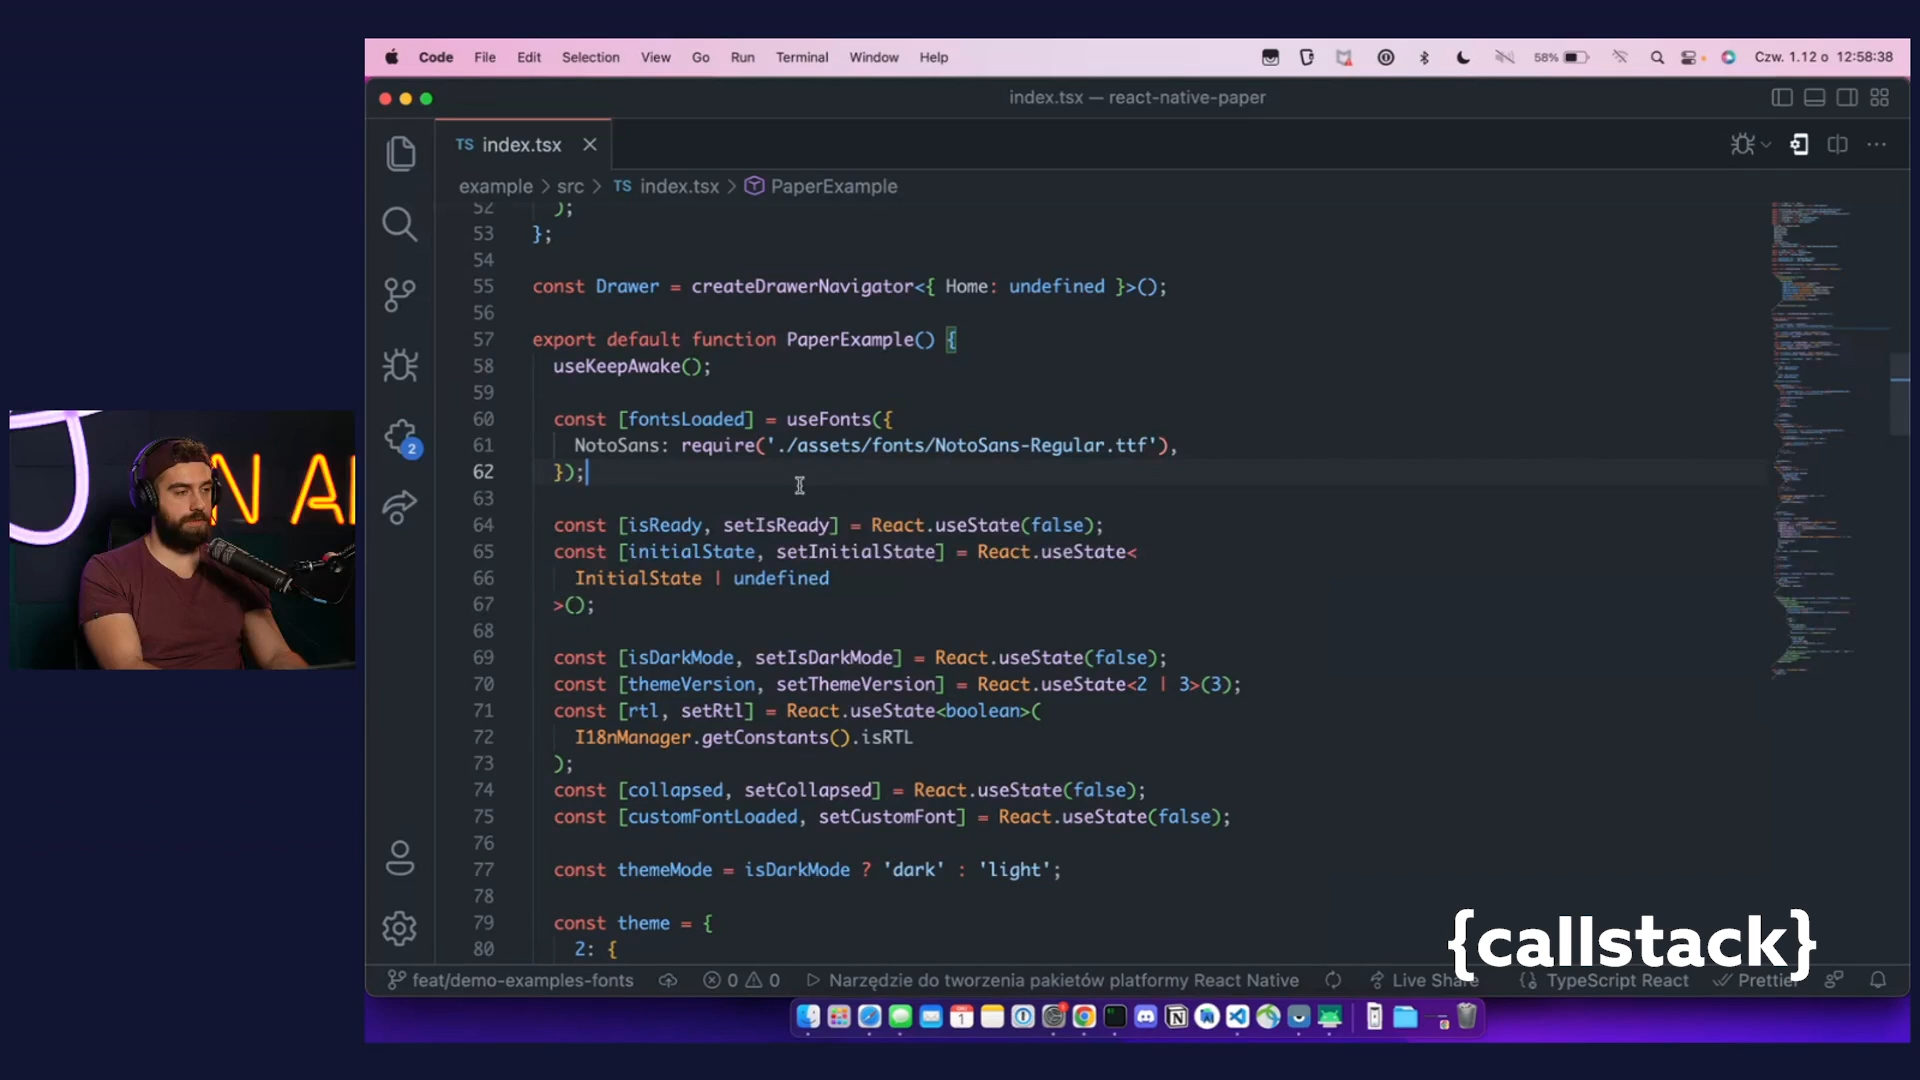 Code File Edit Selection View Go Run Terminal Window Help 58% Czw. 1.12 o 12:58:38
index.tsx — react-native-paper
TS index.tsx
example > src > TS index.tsx > PaperExample
52 );
53 };
54
55 const Drawer = createDrawerNavigator<{ Home: undefined }>();
56
57 export default function PaperExample() {
58 useKeepAwake();
59
60 const [fontsLoaded] = useFonts({
61 NotoSans: require('./assets/fonts/NotoSans-Regular.ttf'),
62 });
63
64 const [isReady, setIsReady] = React.useState(false);
65 const [initialState, setInitialState] = React.useState<
66 InitialState | undefined
67 >();
68
69 const [isDarkMode, setIsDarkMode] = React.useState(false);
70 const [themeVersion, setThemeVersion] = React.useState<2 | 3>(3);
71 const [rtl, setRtl] = React.useState<boolean>(
72 I18nManager.getConstants().isRTL
73 );
74 const [collapsed, setCollapsed] = React.useState(false);
75 const [customFontLoaded, setCustomFont] = React.useState(false);
76
77 const themeMode = isDarkMode ? 'dark' : 'light';
78
79 const theme = {
80 2: {
2
N AI
{callstack}
feat/demo-examples-fonts 0 0 Narzędzie do tworzenia pakietów platformy React Native Live Share {} TypeScript React Prettier